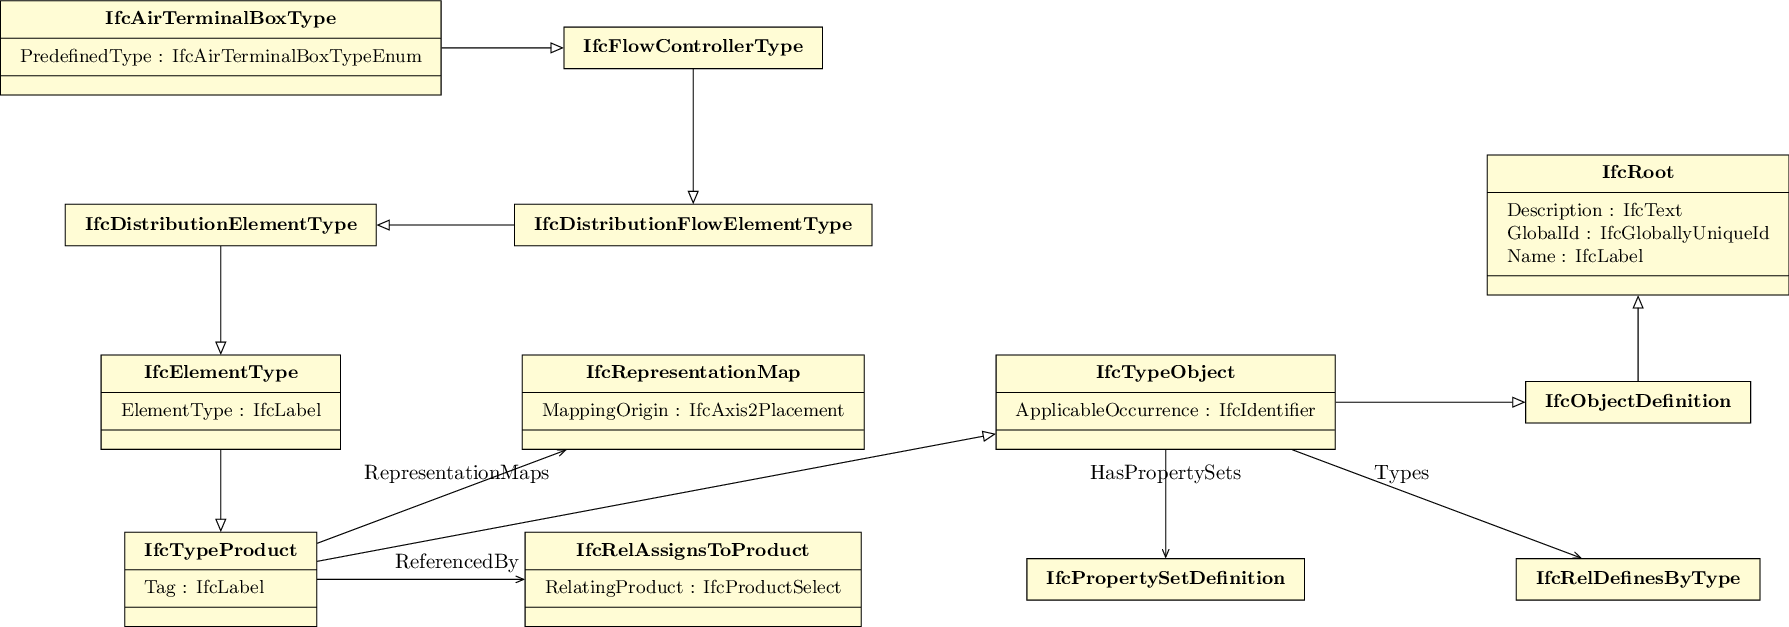 IfcAirTerminalBoxType
PredefinedType : IfcAirTerminalBoxTypeEnum
IfcFlowControllerType
IfcRoot
Description : IfcText
GlobalId : IfcGloballyUniqueId
Name : IfcLabel
IfcDistributionElementType
IfcDistributionFlowElementType
IfcElementType
ElementType : IfcLabel
IfcRepresentationMap
MappingOrigin : IfcAxis2Placement
IfcTypeObject
ApplicableOccurrence : IfcIdentifier
IfcObjectDefinition
RepresentationMaps
HasPropertySets
Types
IfcTypeProduct
Tag : IfcLabel
ReferencedBy
IfcRelAssignsToProduct
RelatingProduct : IfcProductSelect
IfcPropertySetDefinition
IfcRelDefinesByType